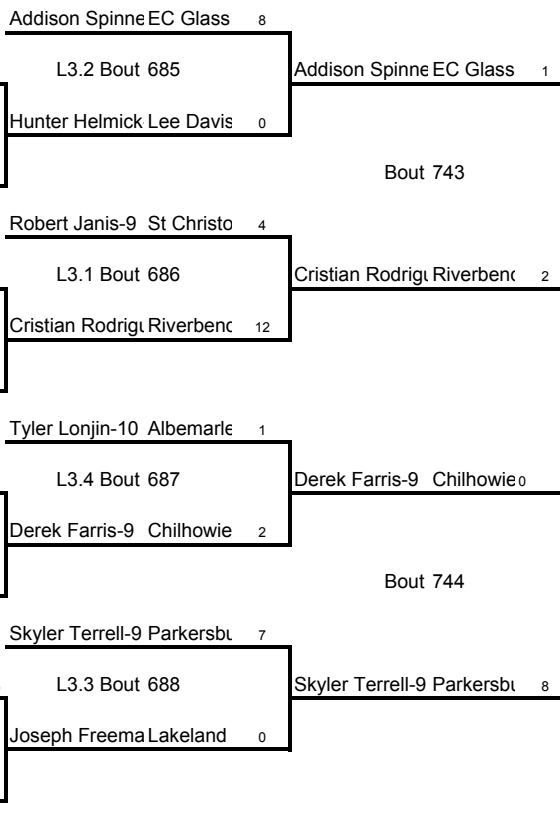 Addison Spinne EC Glass 8
L3.2 Bout 685
Addison Spinne EC Glass 1
Hunter Helmick Lee Davis 0
Bout 743
Robert Janis-9 St Christo 4
L3.1 Bout 686
Cristian Rodrigu Riverbend 2
Cristian Rodrigu Riverbend 12
Tyler Lonjin-10 Albemarle 1
L3.4 Bout 687
Derek Farris-9 Chilhowie 0
Derek Farris-9 Chilhowie 2
Bout 744
Skyler Terrell-9 Parkersbu 7
L3.3 Bout 688
Skyler Terrell-9 Parkersbu 8
Joseph Freema Lakeland 0